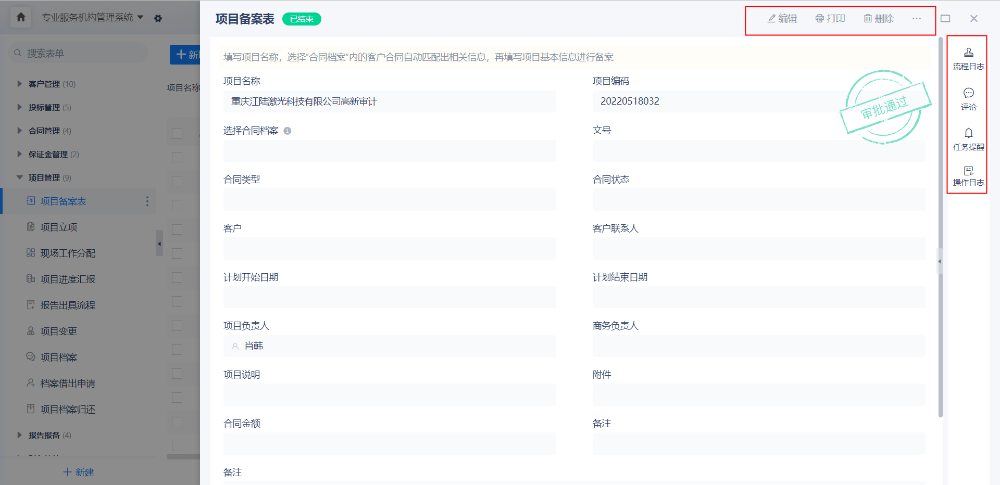 专业服务机构管理系统
搜索表单
客户管理 (10)
投标管理 (5)
合同管理 (4)
保证金管理 (2)
项目管理 (9)
项目备案表
项目立项
现场工作分配
项目进度汇报
报告出具流程
项目变更
项目档案
档案借出申请
项目档案归还
报告报备 (4)
新建
项目名称
项目备案表
已结束
编辑 打印 删除 ···
填写项目名称，选择"合同档案"内的客户合同自动匹配出相关信息，再填写项目基本信息进行备案
项目名称 项目编码
重庆江陆激光科技有限公司高新审计 20220518032
审批通过
选择合同档案 文号
合同类型 合同状态
客户 客户联系人
计划开始日期 计划结束日期
项目负责人 商务负责人
肖韩
项目说明 附件
合同金额 备注
备注
流程日志
评论
任务提醒
操作日志